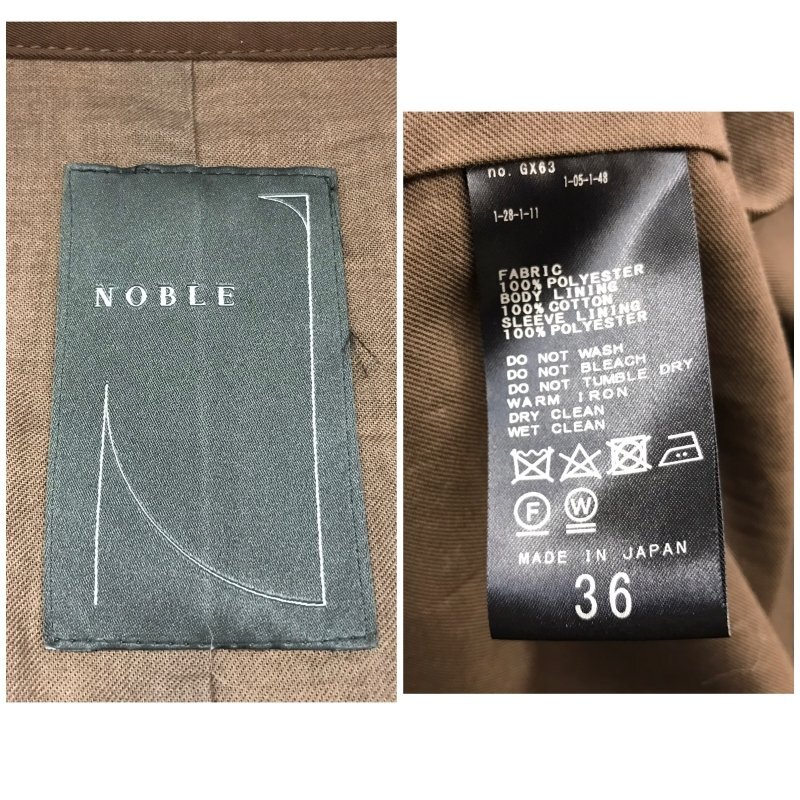 NOBLE
no. GX63
1-05-1-48
1-28-1-11
FABRIC
100% POLYESTER
BODY LINING
100% COTTON
SLEEVE LINING
100% POLYESTER
DO NOT WASH
DO NOT BLEACH
DO NOT TUMBLE DRY
WARM IRON
DRY CLEAN
WET CLEAN
F W
MADE IN JAPAN
36